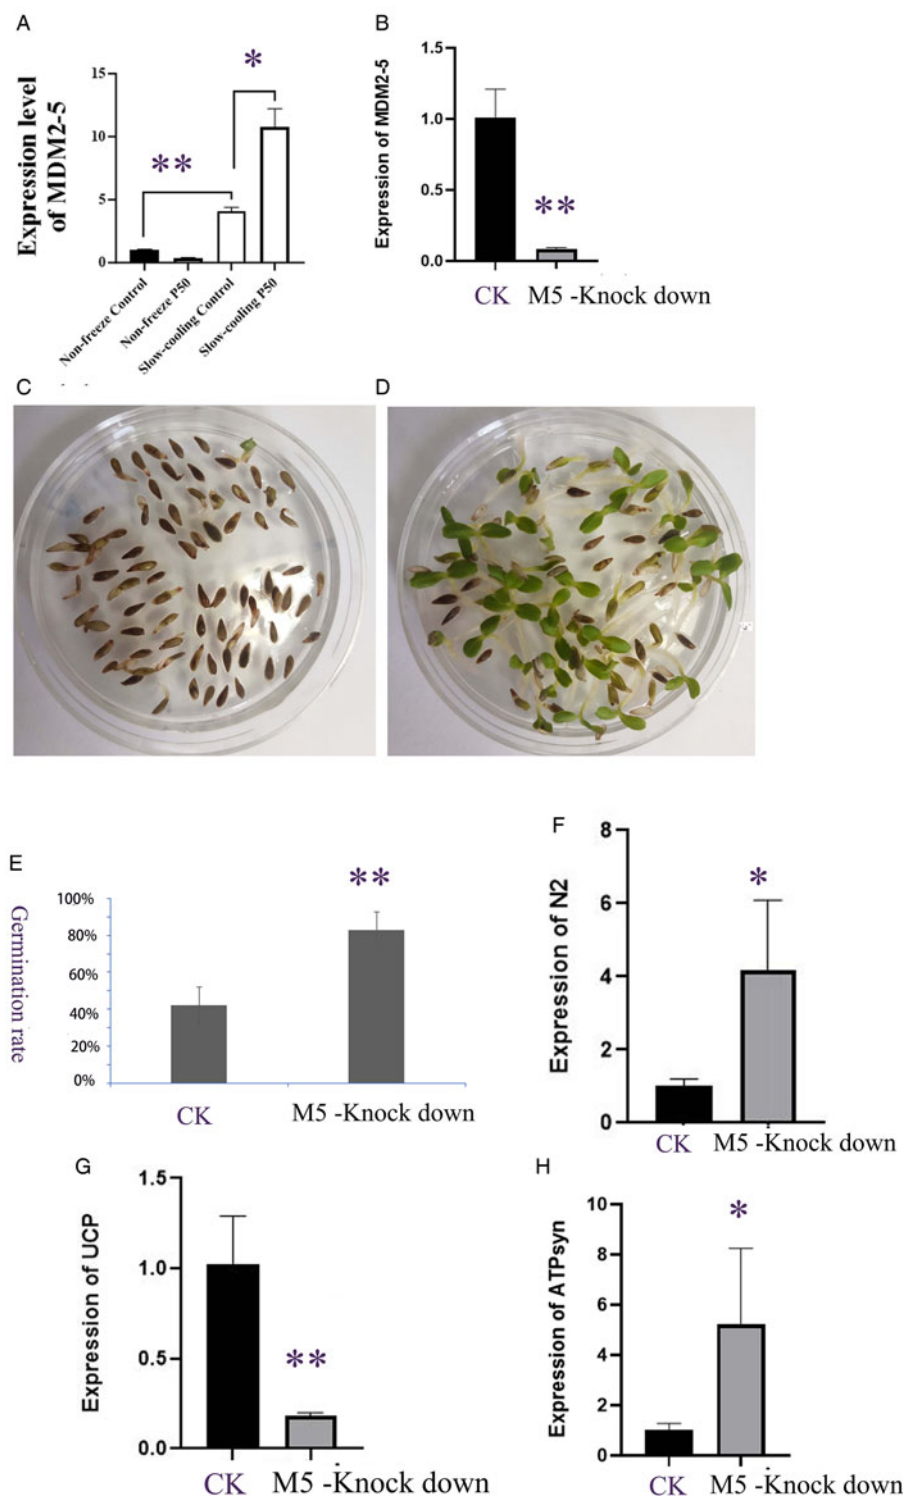 A
Expression level
of MDM2-5
15
10
5
0
**
*
Non-freeze Control
Non-freeze P50
Slow-cooling Control
Slow-cooling P50
B
Expression of MDM2-5
1.5
1.0
0.5
0.0
**
CK
M5 -Knock down
C
D
E
Germination rate
100%
80%
60%
40%
20%
0%
**
CK
M5 -Knock down
F
Expression of N2
8
6
4
2
0
*
CK
M5 -Knock down
G
Expression of UCP
1.5
1.0
0.5
0.0
**
CK
M5 -Knock down
H
Expression of ATPsyn
10
8
6
4
2
0
*
CK
M5 -Knock down